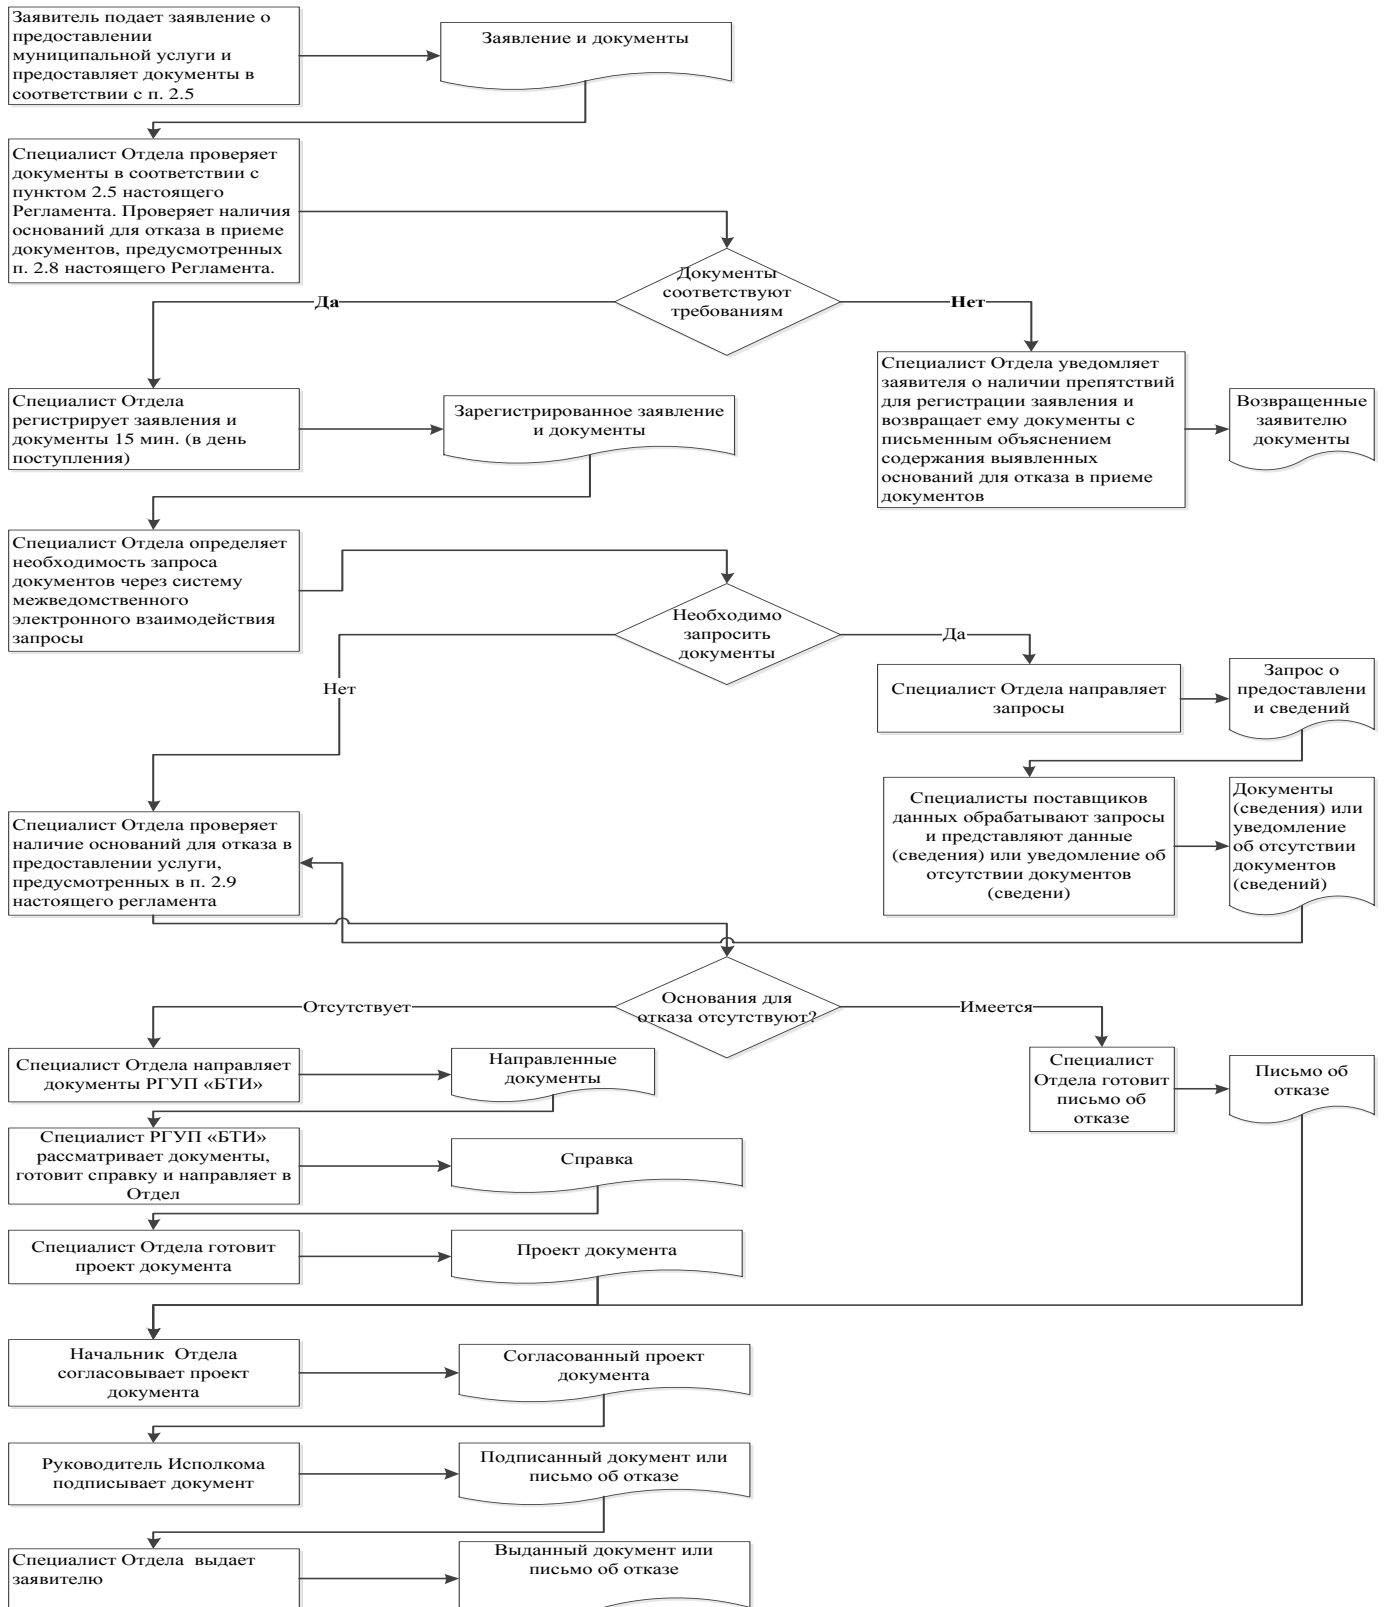 Заявитель подает заявление о
предоставлении
муниципальной услуги и
предоставляет документы в
соответствии с п. 2.5
Заявление и документы
Специалист Отдела проверяет
документы в соответствии с
пунктом 2.5 настоящего
Регламента. Проверяет наличия
оснований для отказа в приеме
документов, предусмотренных
п. 2.8 настоящего Регламента.
Документы
соответствуют
требованиям
Да
Нет
Специалист Отдела
регистрирует заявления и
документы 15 мин. (в день
поступления)
Зарегистрированное заявление
и документы
Специалист Отдела уведомляет
заявителя о наличии препятствий
для регистрации заявления и
возвращает ему документы с
письменным объяснением
содержания выявленных
оснований для отказа в приеме
документов
Возвращенные
заявителю
документы
Специалист Отдела определяет
необходимость запроса
документов через систему
межведомственного
электронного взаимодействия
запросы
Необходимо
запросить
документы
Да
Нет
Специалист Отдела направляет
запросы
Запрос о
предоставлени
и сведений
Специалисты поставщиков
данных обрабатывают запросы
и представляют данные
(сведения) или уведомление об
отсутствии документов
(сведени)
Документы
(сведения) или
уведомление
об отсутствии
документов
(сведений)
Специалист Отдела проверяет
наличие оснований для отказа в
предоставлении услуги,
предусмотренных в п. 2.9
настоящего регламента
Основания для
отказа отсутствуют?
Отсутствует
Имеется
Специалист Отдела направляет
документы РГУП «БТИ»
Направленные
документы
Специалист
Отдела готовит
письмо об
отказе
Письмо об
отказе
Специалист РГУП «БТИ»
рассматривает документы,
готовит справку и направляет в
Отдел
Справка
Специалист Отдела готовит
проект документа
Проект документа
Начальник  Отдела
согласовывает проект
документа
Согласованный проект
документа
Руководитель Исполкома
подписывает документ
Подписанный документ или
письмо об отказе
Специалист Отдела  выдает
заявителю
Выданный документ или
письмо об отказе